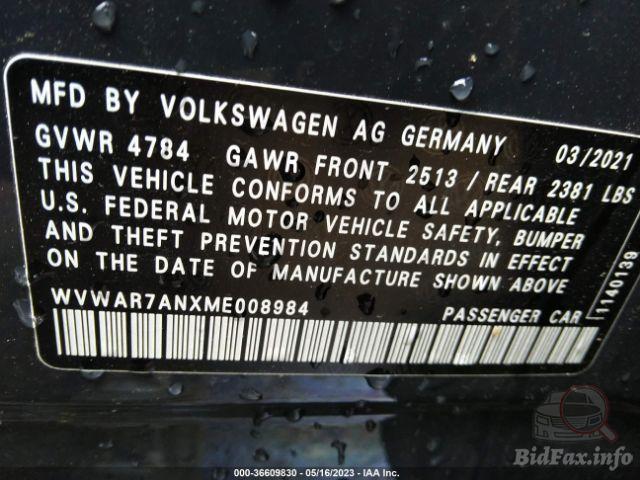 MFD BY VOLKSWAGEN AG GERMANY 03/2021
GVWR 4784 GAWR FRONT 2513 / REAR 2381 LBS
THIS VEHICLE CONFORMS TO ALL APPLICABLE
U.S. FEDERAL MOTOR VEHICLE SAFETY, BUMPER
AND THEFT PREVENTION STANDARDS IN EFFECT
ON THE DATE OF MANUFACTURE SHOWN ABOVE
WVWAR7ANXME008984 PASSENGER CAR
1140139
BidFax.info
000-36609830 - 05/16/2023 - IAA Inc.